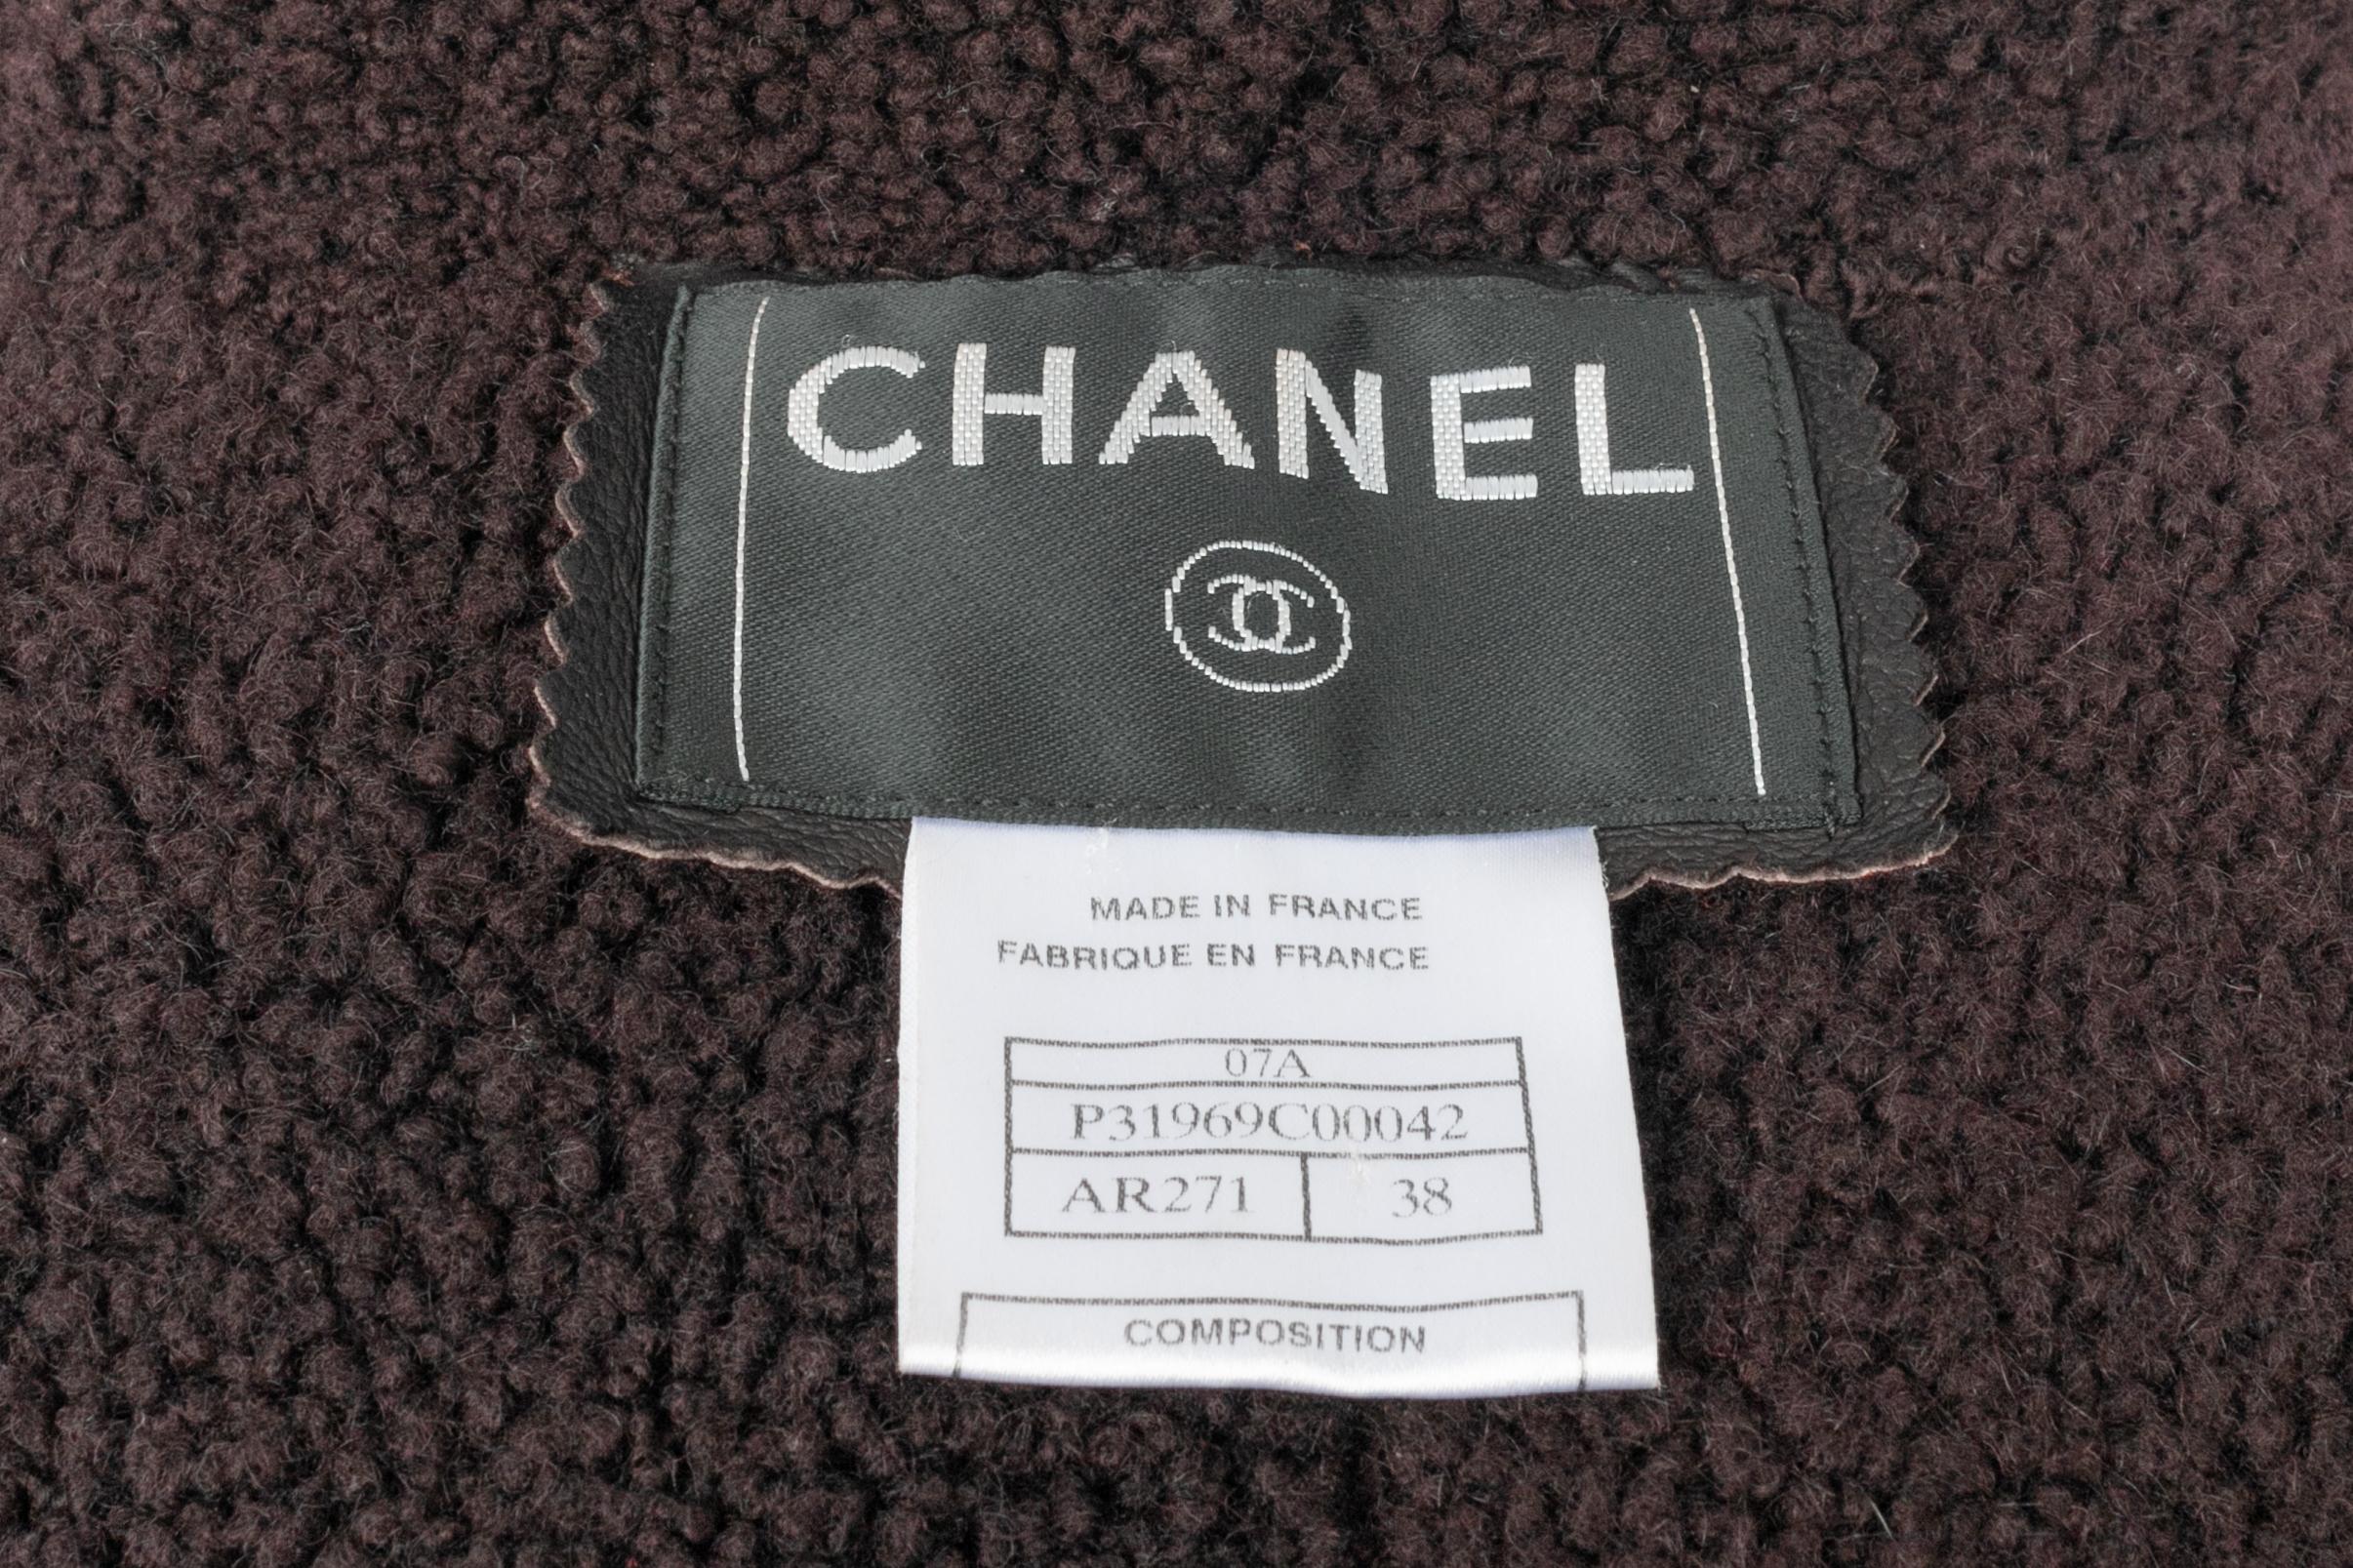 CHANEL
MADE IN FRANCE
FABRIQUE EN FRANCE
07A
P31969C00042
AR271 38
COMPOSITION